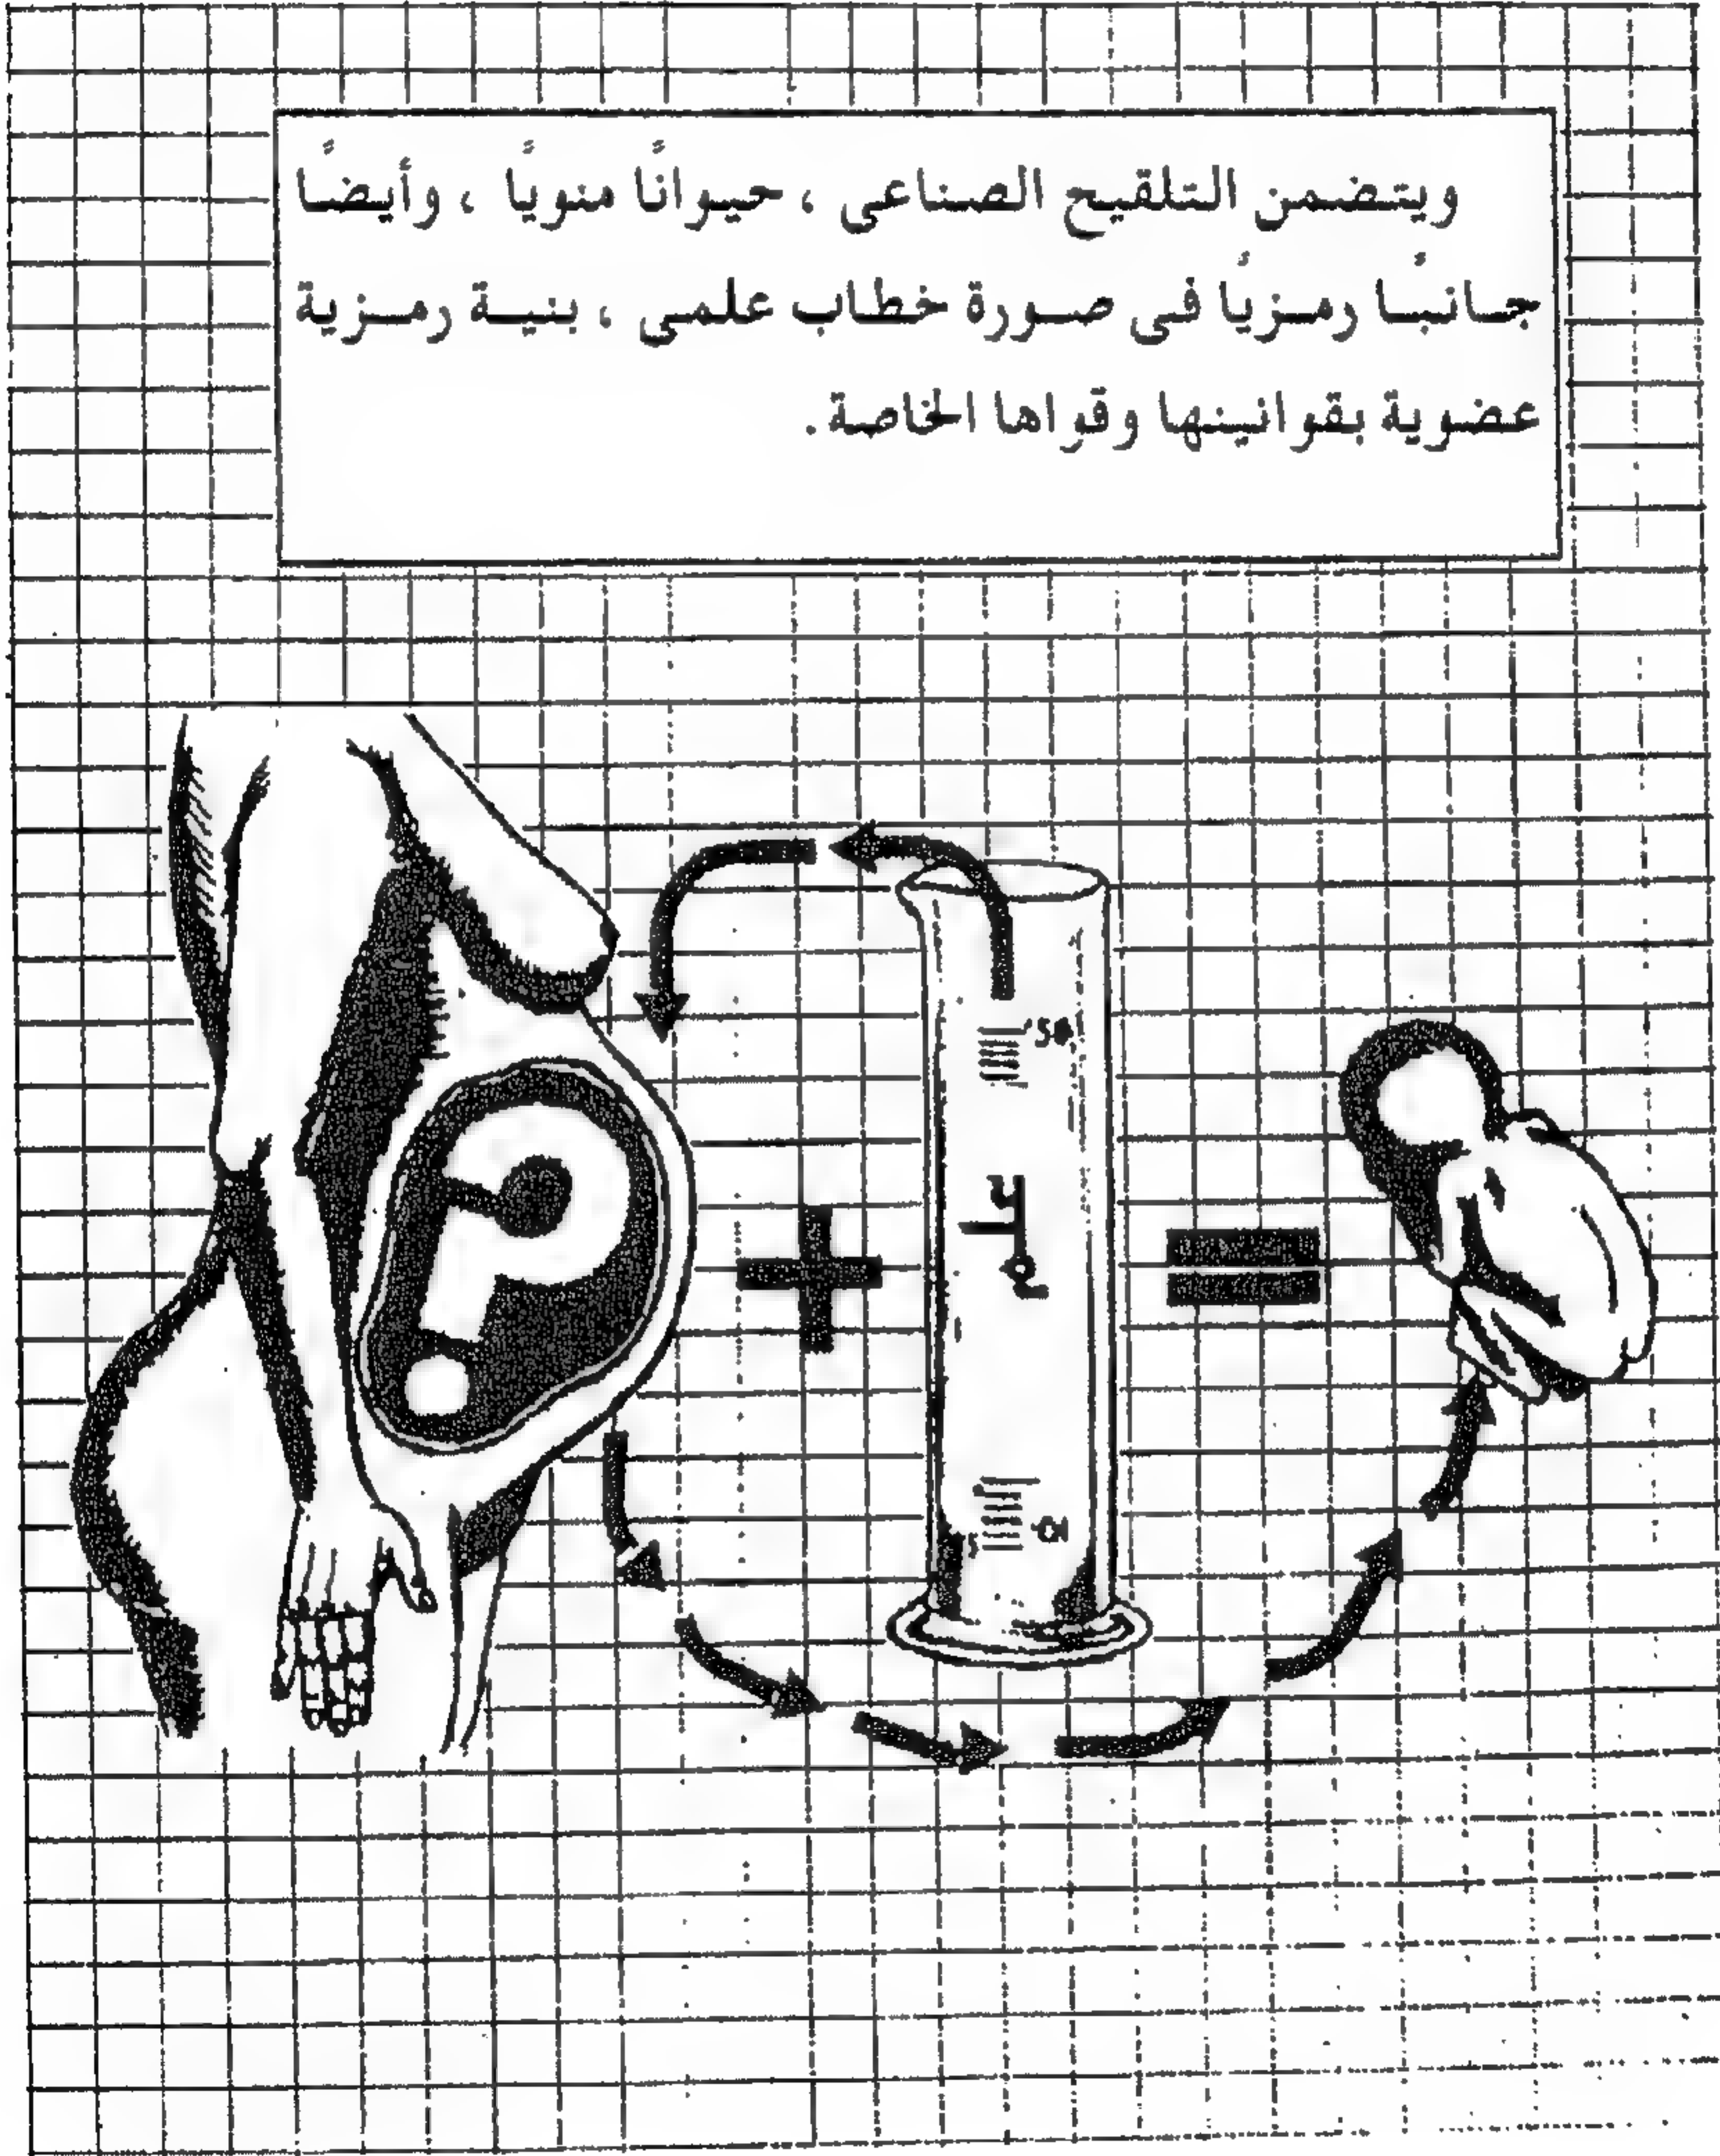 ويتضمن التلقيح الصناعى ، حيوانًا منويًا ، وأيضًا
جانبًا رمزيًا فى صورة خطاب علمى ، بنية رمزية
عضوية بقوانينها وقواها الخاصة.
?
+
=